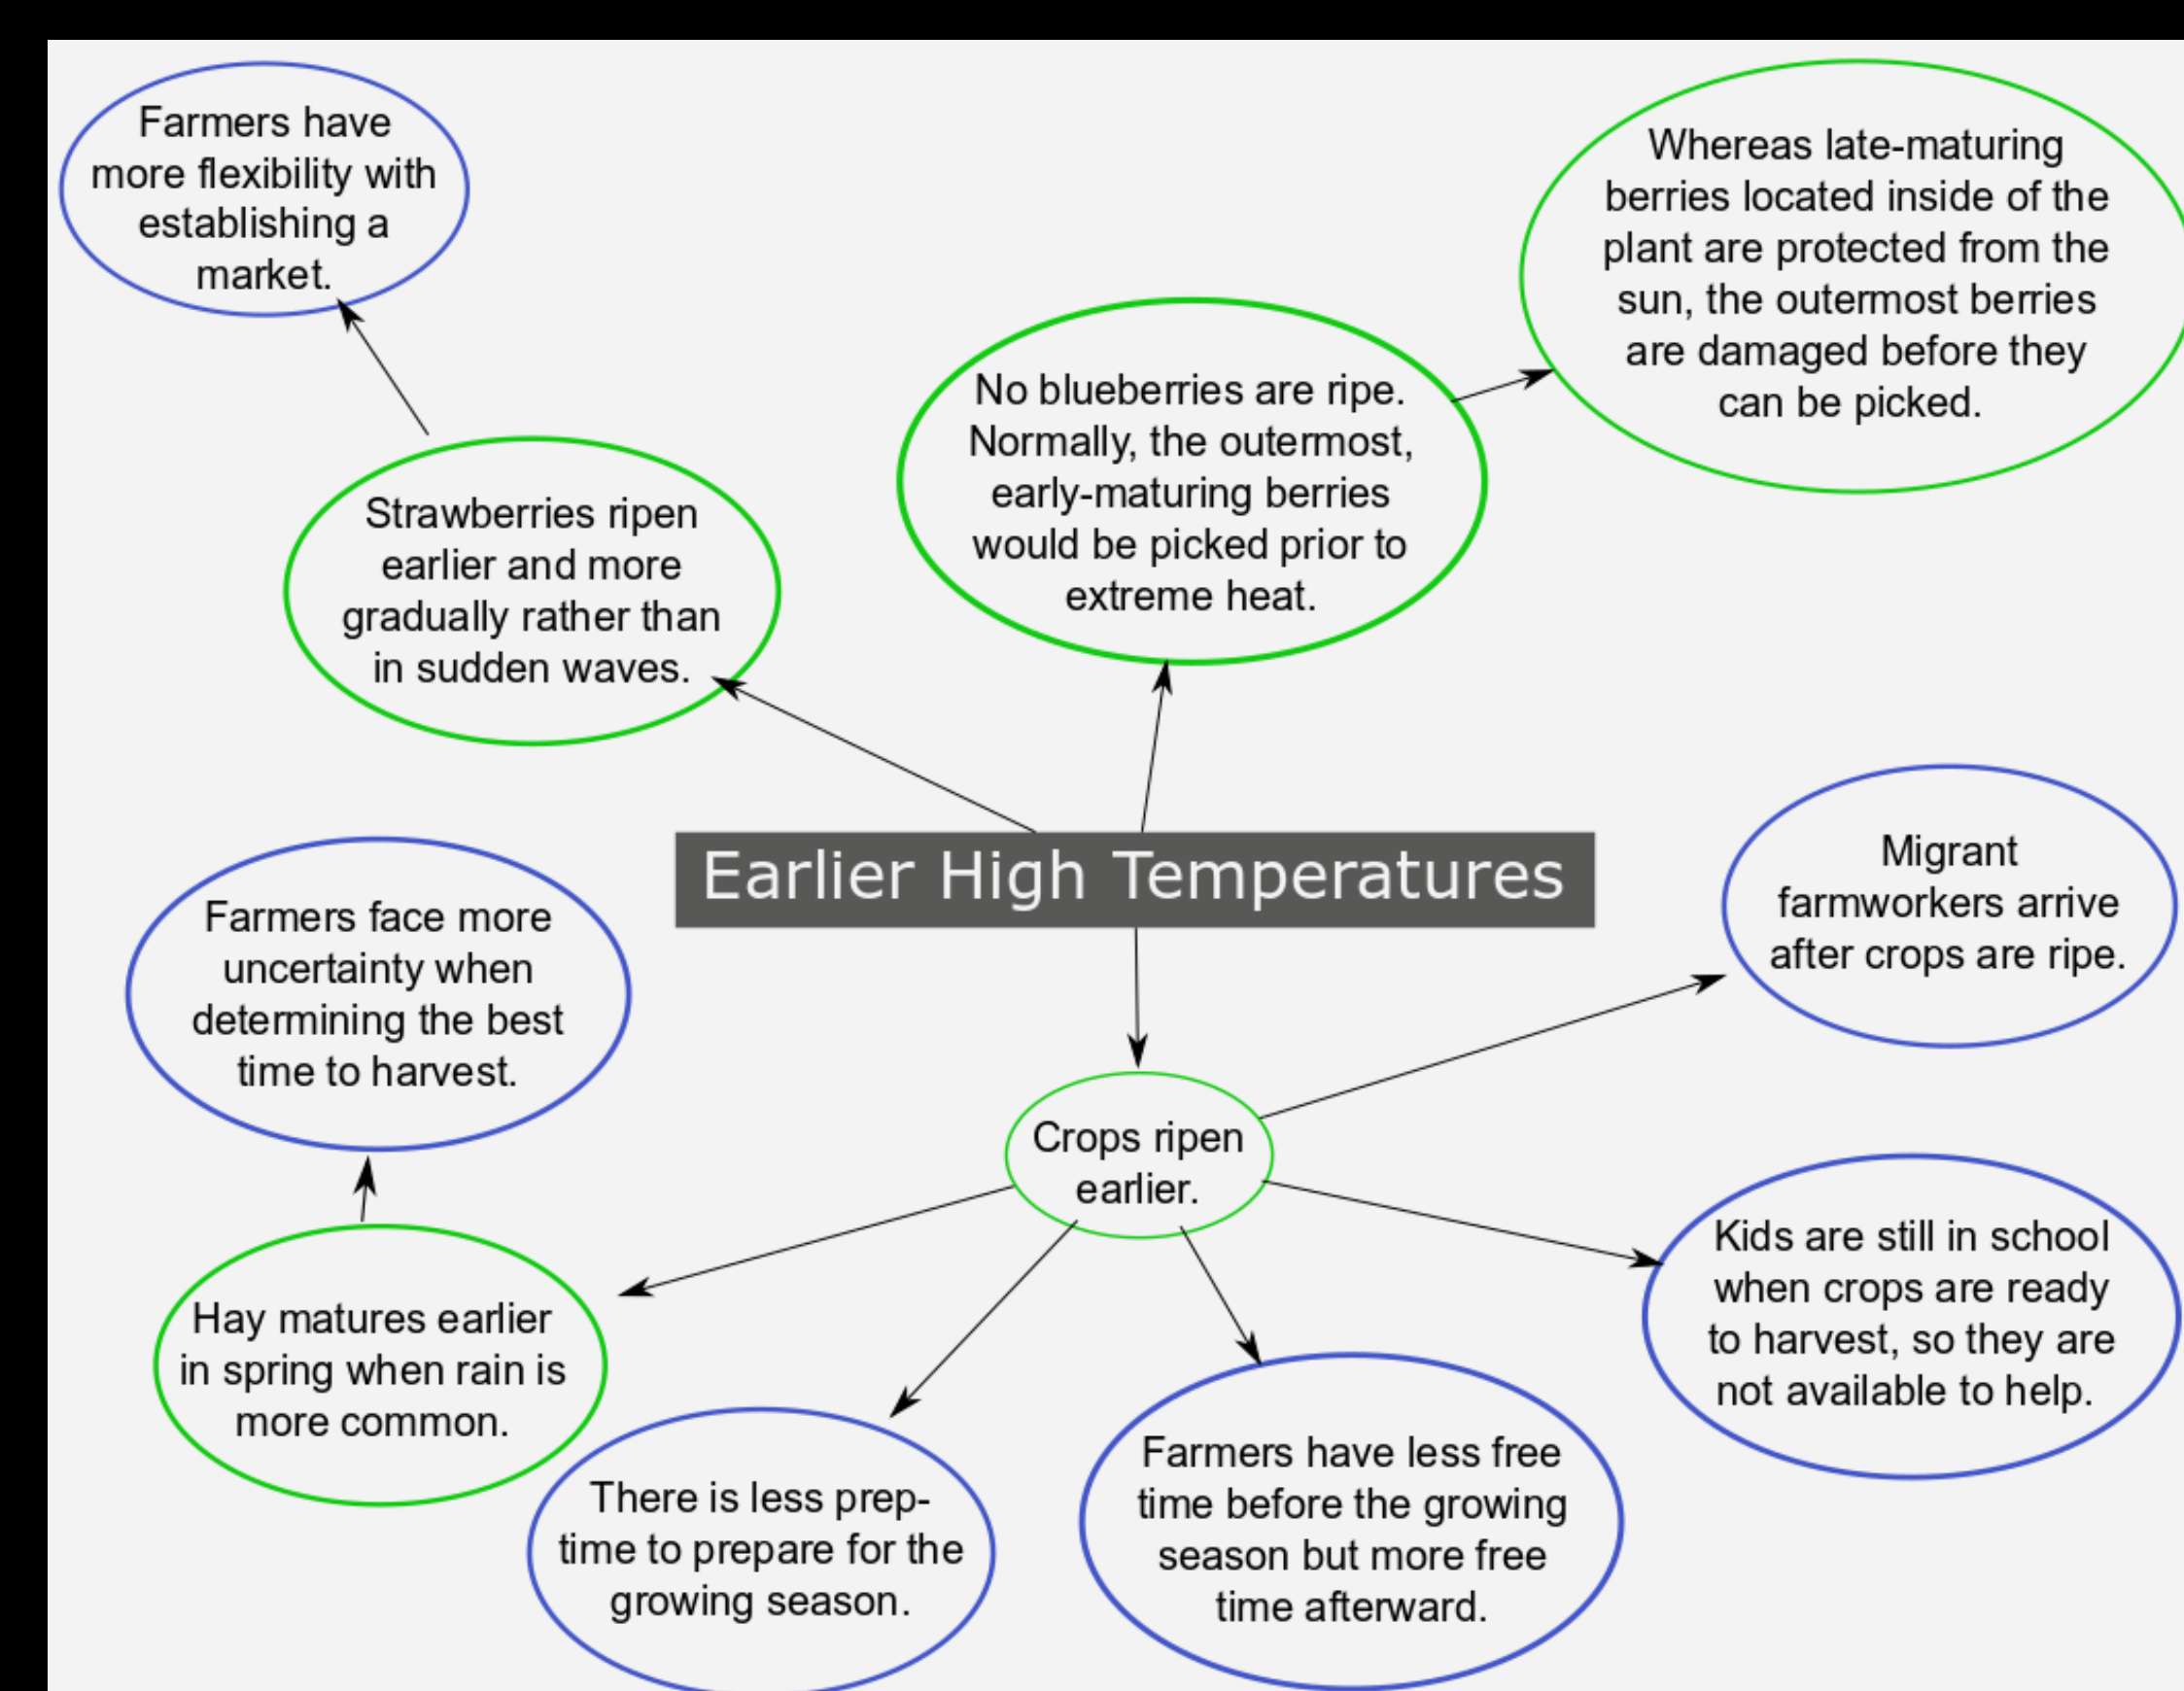 Farmers have
more flexibility with
establishing a
market.
Whereas late-maturing
berries located inside of the
plant are protected from the
sun, the outermost berries
are damaged before they
can be picked.
No blueberries are ripe.
Normally, the outermost,
early-maturing berries
would be picked prior to
extreme heat.
Strawberries ripen
earlier and more
gradually rather than
in sudden waves.
Earlier High Temperatures
Migrant
farmworkers arrive
after crops are ripe.
Farmers face more
uncertainty when
determining the best
time to harvest.
Crops ripen
earlier.
Kids are still in school
when crops are ready
to harvest, so they are
not available to help.
Hay matures earlier
in spring when rain is
more common.
There is less prep-
time to prepare for the
growing season.
Farmers have less free
time before the growing
season but more free
time afterward.